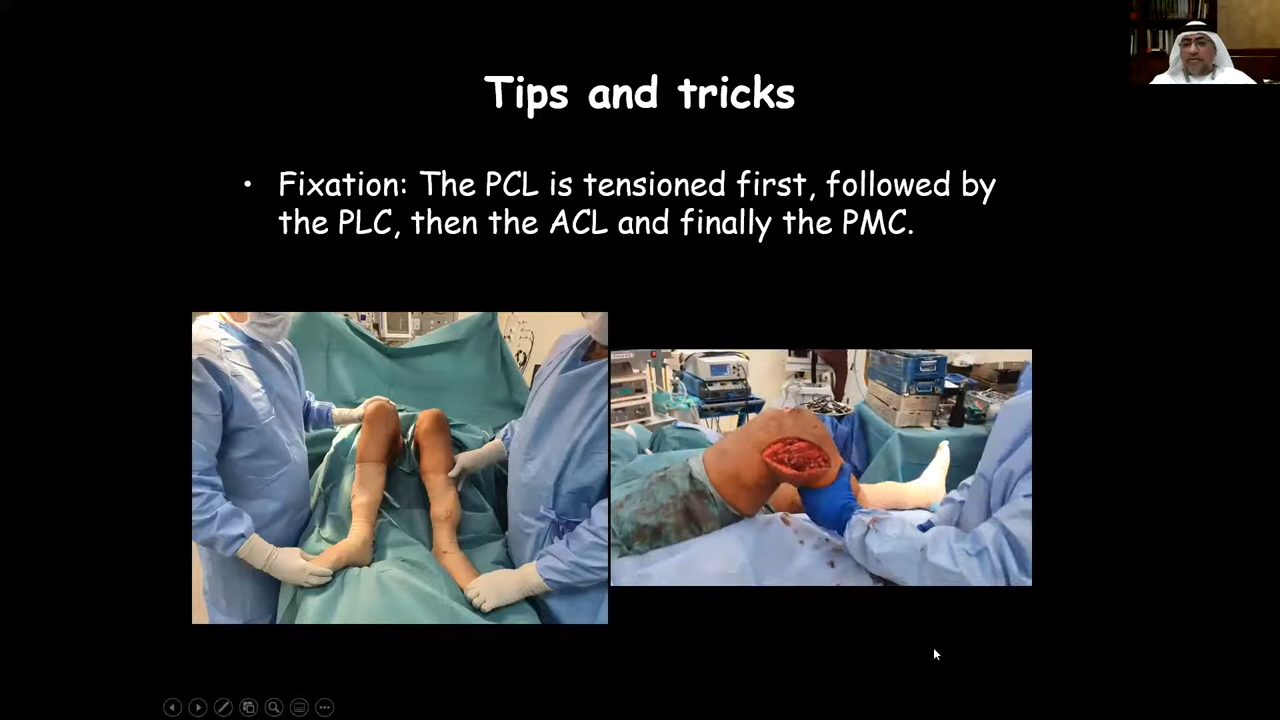 Tips and tricks
• Fixation: The PCL is tensioned first, followed by
the PLC, then the ACL and finally the PMC.